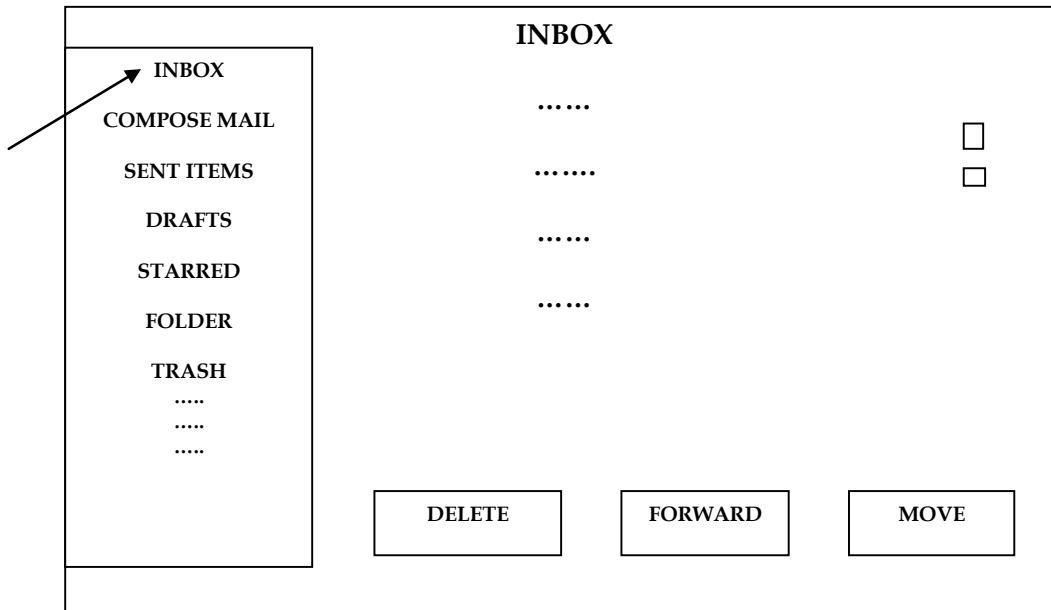 INBOX
INBOX
COMPOSE MAIL
SENT ITEMS
DRAFTS
STARRED
FOLDER
TRASH
…..
…..
…..
……
…….
……
……
DELETE
FORWARD
MOVE